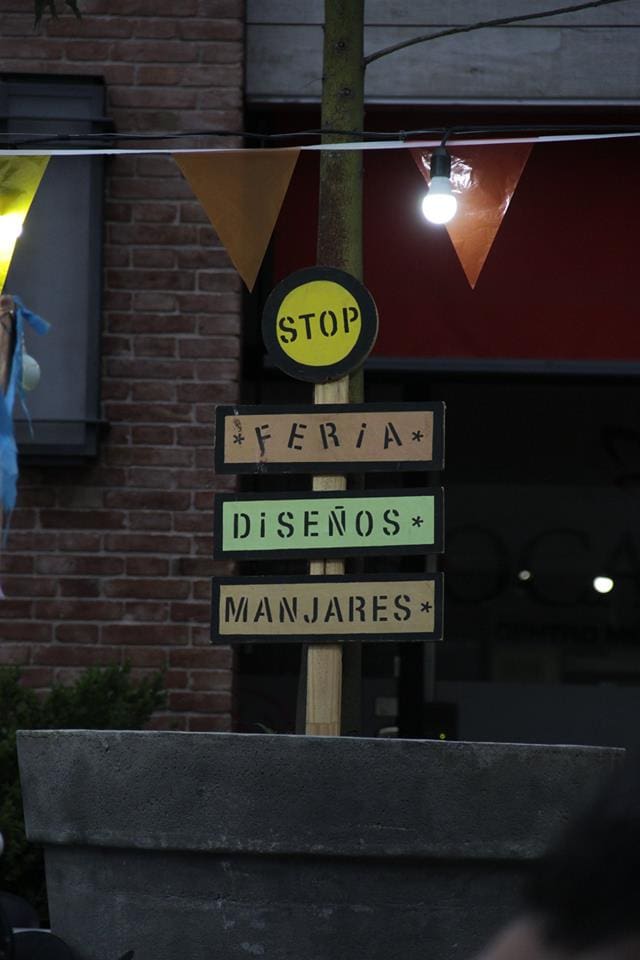 STOP
*FERiA*
DiSEÑOS*
MANJARES*